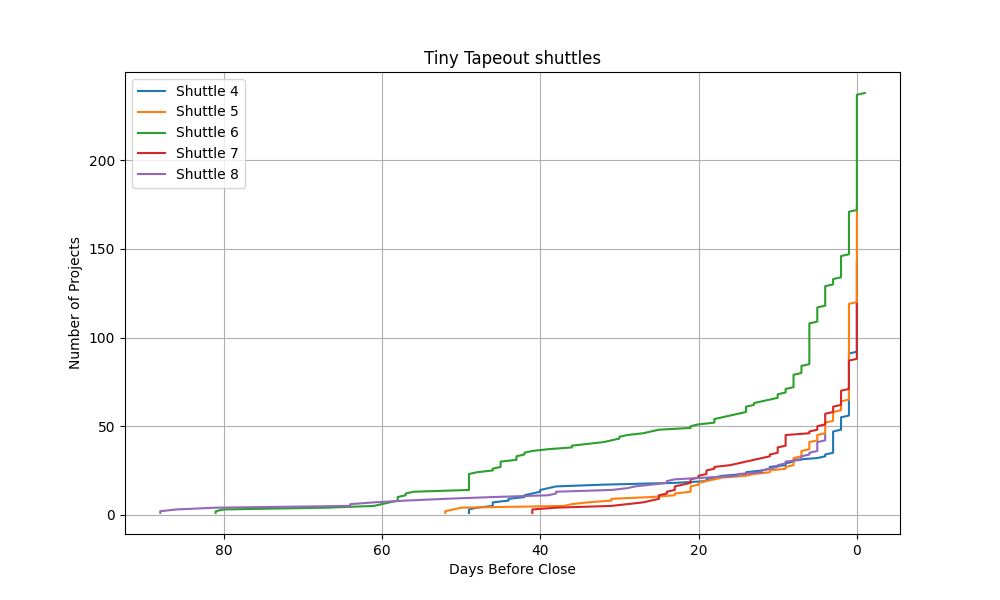 Tiny Tapeout shuttles
Shuttle 4
Shuttle 5
Shuttle 6
Shuttle 7
Shuttle 8
200
150
100
50
0
Number of Projects
80 60 40 20 0
Days Before Close